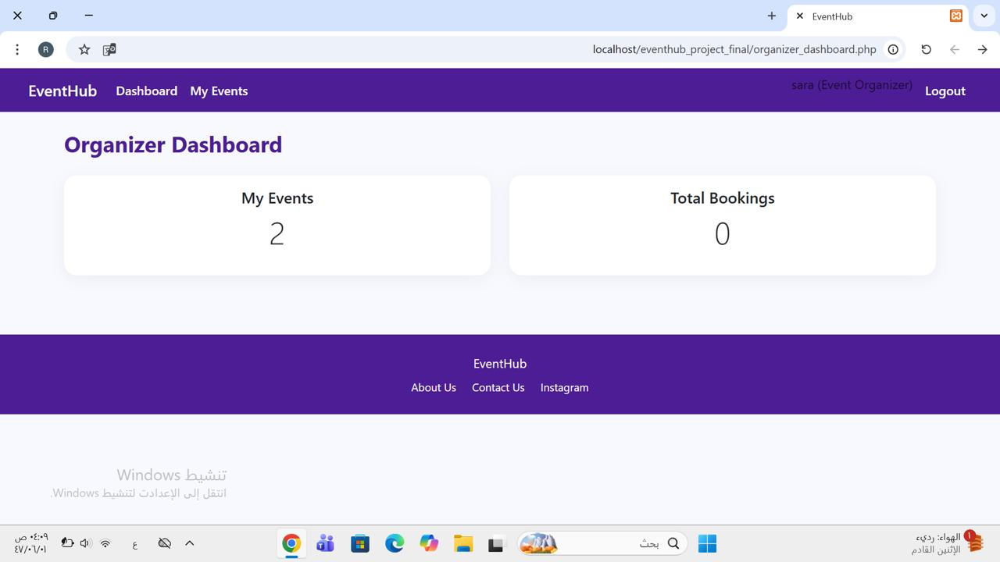 EventHub
localhost/eventhub_project_final/organizer_dashboard.php
R
EventHub Dashboard My Events sara (Event Organizer) Logout
Organizer Dashboard
My Events
2
Total Bookings
0
EventHub
About Us Contact Us Instagram
تنشيط Windows
انتقل إلى الإعدادت لتنشيط Windows.
الهواء: رديء
الإثنين القادم
١
بحث
ع
٠٤:٠٩ ص
٤٧/٠٦/٠١